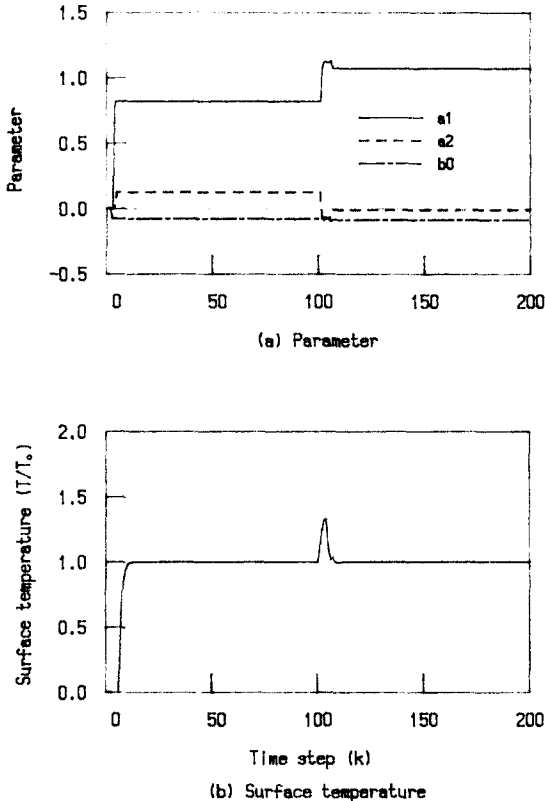 1.5
1.0
0.5
0.0
-0.5
Parameter
a1
a2
b0
0 50 100 150 200
(a) Parameter
2.0
1.5
1.0
0.5
0.0
Surface temperature (T/T₀)
0 50 100 150 200
Time step (k)
(b) Surface temperature